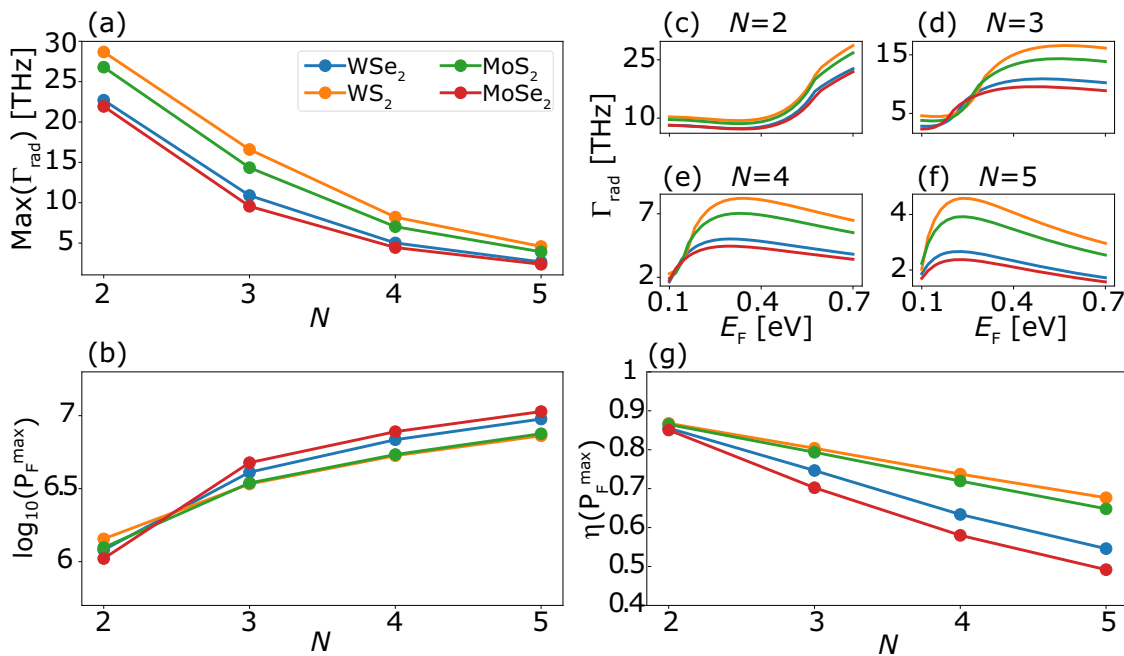 (a)
Max(Γrad) [THz]
30
25
20
15
10
5
WSe2
WS2
MoS2
MoSe2
2 3 4 5
N
(b)
log10(PFmax)
7
6.5
6
2 3 4 5
N
(c) N=2
25
10
(d) N=3
15
5
Γrad [THz]
(e) N=4
7
2
0.1 0.4 0.7
EF [eV]
(f) N=5
4
2
0.1 0.4 0.7
EF [eV]
(g)
η(PFmax)
1
0.9
0.8
0.7
0.6
0.5
0.4
2 3 4 5
N